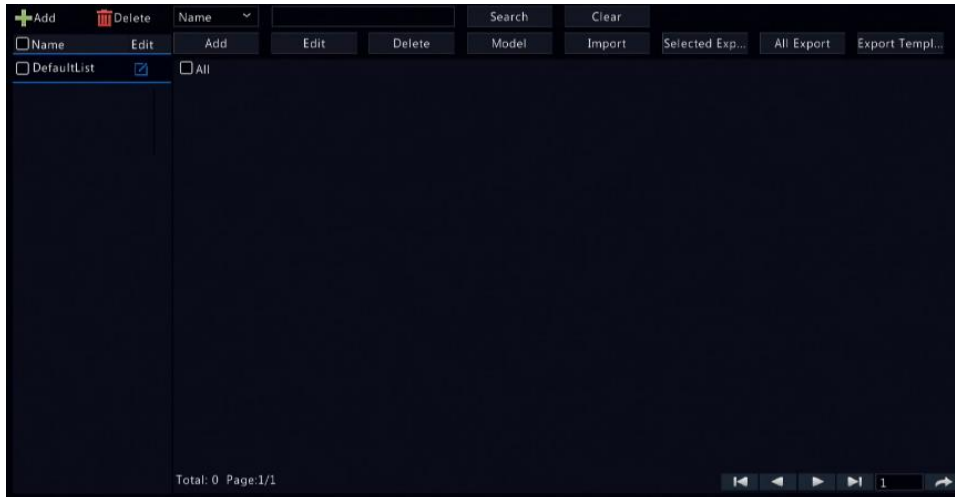 Add Delete Name Search Clear
Name Edit Add Edit Delete Model Import Selected Exp... All Export Export Templ...
DefaultList All
Total: 0 Page:1/1 1